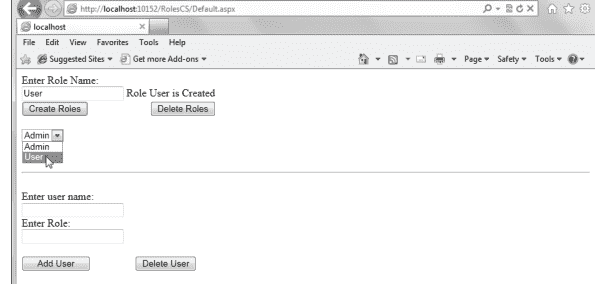 http://localhost:10152/RolesCS/Default.aspx
localhost
File Edit View Favorites Tools Help
Suggested Sites Get more Add-ons Page Safety Tools
Enter Role Name:
User Role User is Created
Create Roles Delete Roles
Admin
Admin
User
Enter user name:
Enter Role:
Add User Delete User